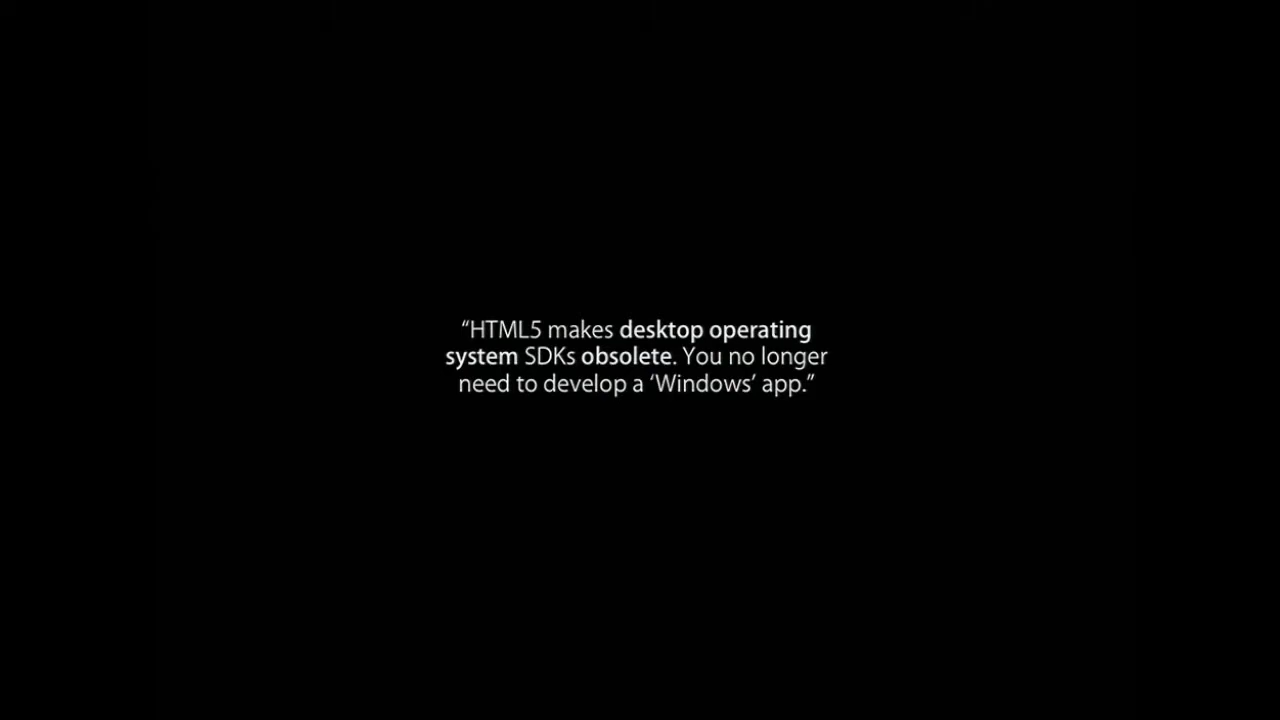 “HTML5 makes desktop operating
system SDKs obsolete. You no longer
need to develop a ‘Windows’ app.”